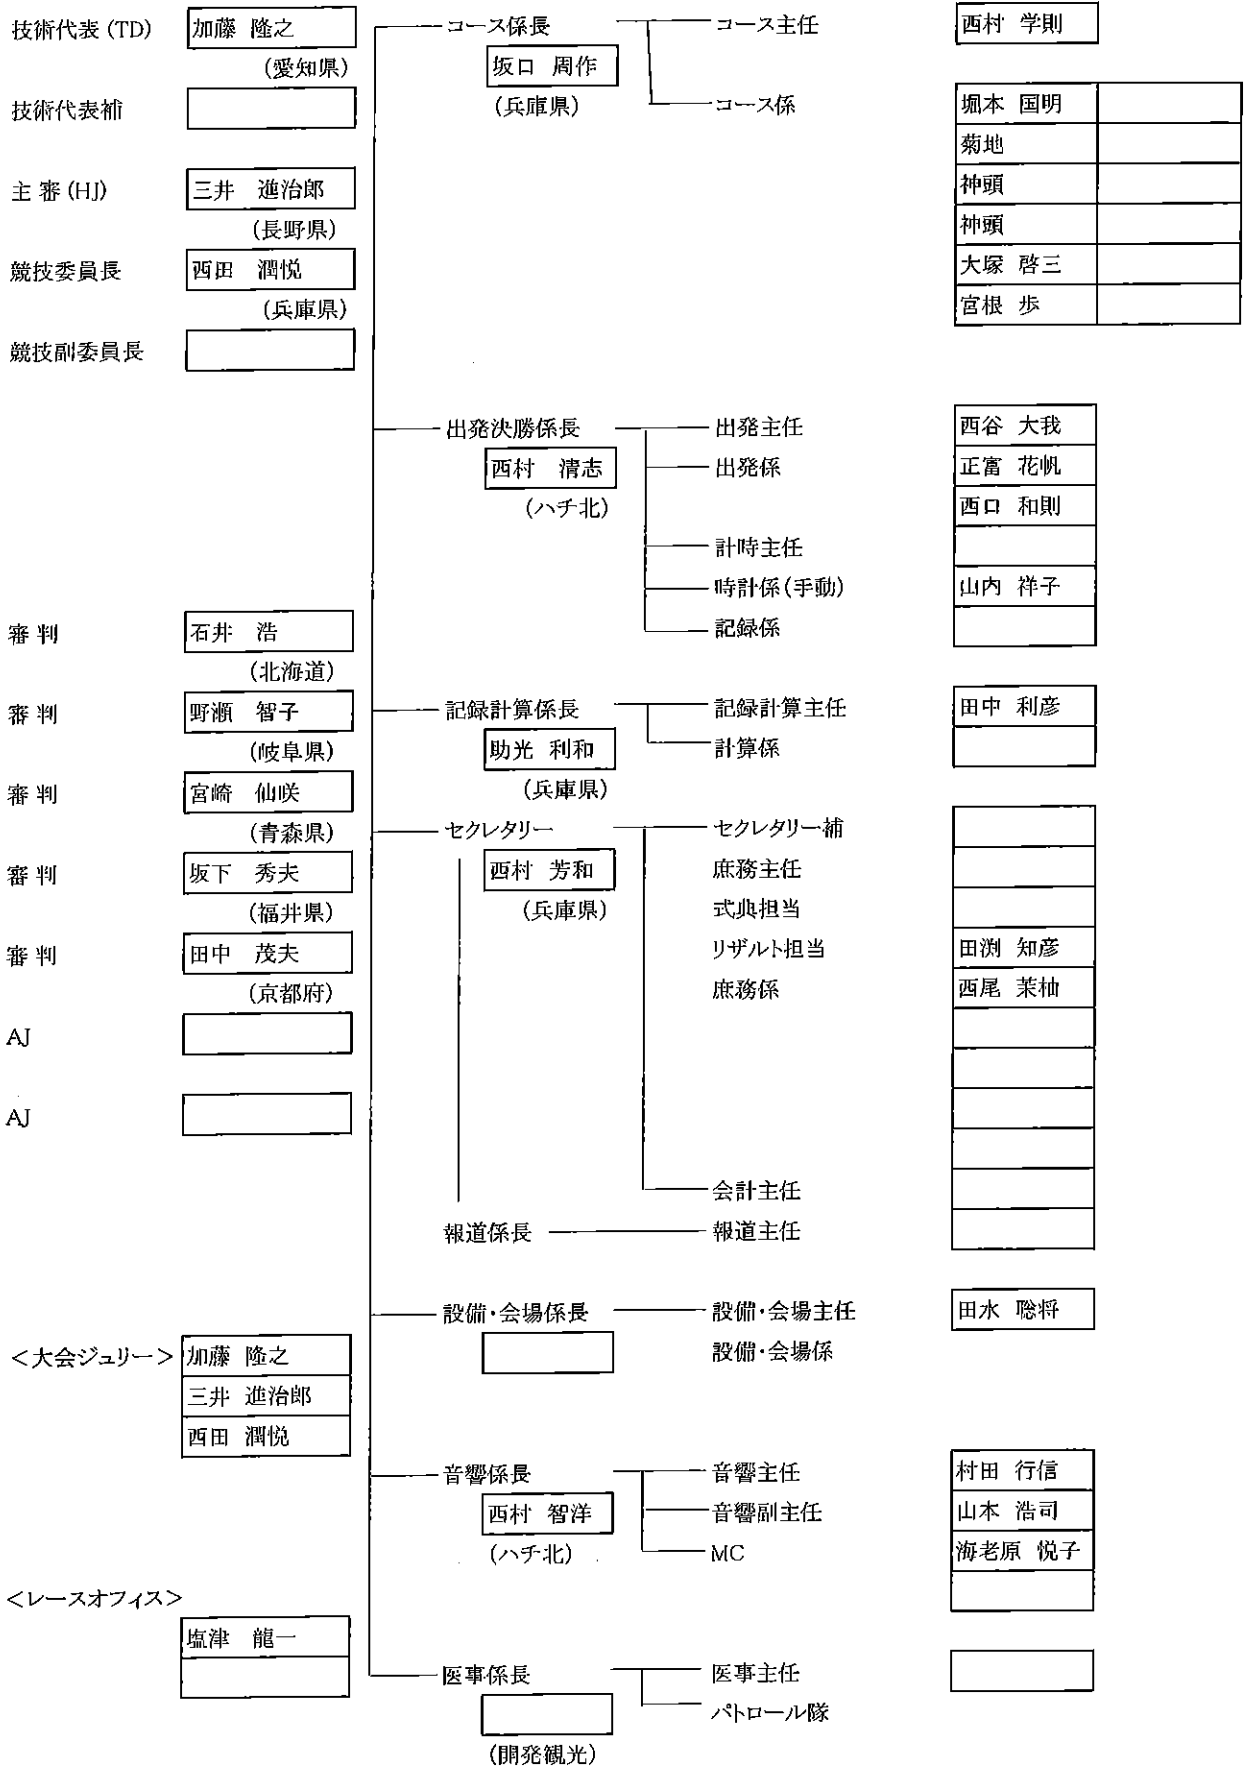 技術代表(TD) 加藤 隆之
(愛知県)
技術代表補
主 審(HJ) 三井 進治郎
(長野県)
競技委員長 西田 潤悦
(兵庫県)
競技副委員長
審 判 石井 浩
(北海道)
審 判 野瀬 智子
(岐阜県)
審 判 宮崎 仙咲
(青森県)
審 判 坂下 秀夫
(福井県)
審 判 田中 茂夫
(京都府)
AJ
AJ
<大会ジュリー> 加藤 隆之
三井 進治郎
西田 潤悦
<レースオフィス>
塩津 龍一
コース係長 コース主任 西村 学則
坂口 周作
(兵庫県) コース係 堀本 国明
菊地
神頭
神頭
大塚 啓三
宮根 歩
出発決勝係長 出発主任 西谷 大我
西村 清志 出発係 正富 花帆
(ハチ北) 西口 和則
計時主任
時計係(手動) 山内 祥子
記録係
記録計算係長 記録計算主任 田中 利彦
助光 利和 計算係
(兵庫県)
セクレタリー セクレタリー補
西村 芳和 庶務主任
(兵庫県) 式典担当
リザルト担当 田渕 知彦
庶務係 西尾 茉柚
会計主任
報道係長 報道主任
設備・会場係長 設備・会場主任 田水 聡将
設備・会場係
音響係長 音響主任 村田 行信
西村 智洋 音響副主任 山本 浩司
(ハチ北) MC 海老原 悦子
医事係長 医事主任
パトロール隊
(開発観光)